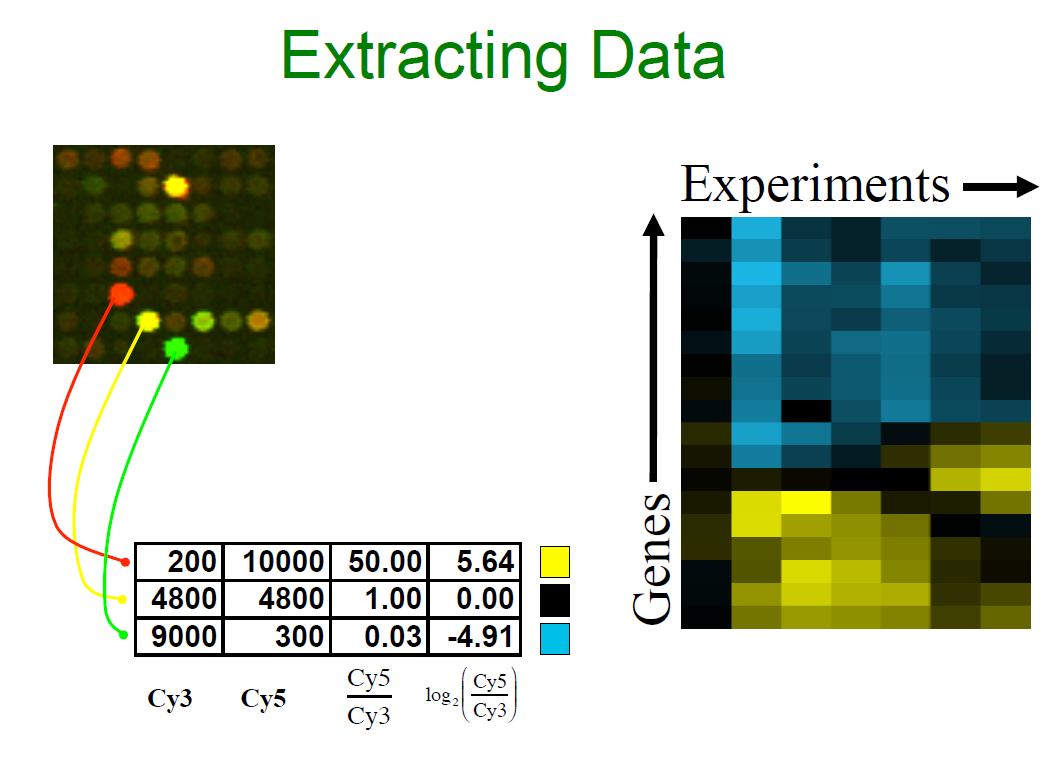 Extracting Data
Experiments
Genes
200 10000 50.00 5.64
4800 4800 1.00 0.00
9000 300 0.03 -4.91
Cy3 Cy5 Cy5/Cy3 log₂(Cy5/Cy3)